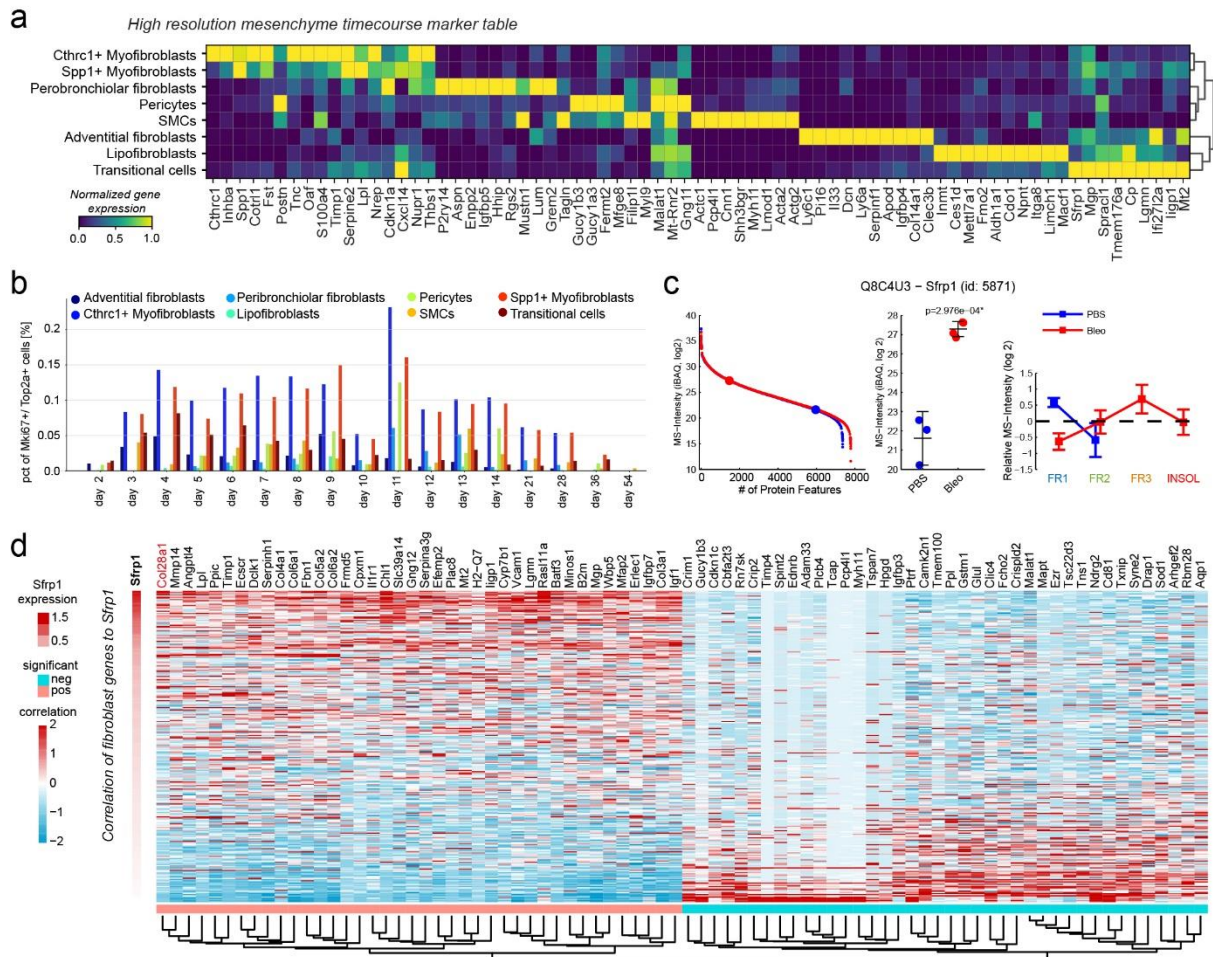 a
High resolution mesenchyme timecourse marker table
Cthrc1+ Myofibroblasts
Spp1+ Myofibroblasts
Perobronchiolar fibroblasts
Pericytes
SMCs
Adventitial fibroblasts
Lipofibroblasts
Transitional cells
Normalized gene
expression
0
1
Cthrc1 Inhba Spp1 Cotrl1 Fst Postn Tnc Oaf S100a4 Timp1 Serpine2 Lpl Nrep Cdkn1a Cxcl14 Nupr1 Thbs1 P2ry14 Aspn Enpp2 Igfbp5 Hhip Rgs2 Mustn1 Lum Grem2 Tagln Gucy1b3 Gucy1a3 Fermt2 Mfge8 Filip1l Myl9 Malat1 Mt-Rnr2 Gng11 Actc1 Pcp4l1 Cnn1 Shh3bgr Myh11 Lmod1 Acta2 Actg2 Ly6c1 Pi16 Il33 Dcn Ly6a Serpinf1 Apod Igfbp4 Col14a1 Clec3b Inmt Ces1d Mettl7a1 Fmo2 Aldh1a1 Cdo1 Npnt Itga8 Limch1 Macf1 Sfrp1 Mgp Sparcl1 Tmem176a Cp Lgmn Ifi27l2a Iigp1 Mt2
b
Adventitial fibroblasts
Peribronchiolar fibroblasts
Pericytes
Spp1+ Myofibroblasts
Cthrc1+ Myofibroblasts
Lipofibroblasts
SMCs
Transitional cells
pct of Mki67+/ Top2a+ cells [%]
0.2
0.15
0.1
0.05
0
day 2 day 3 day 4 day 5 day 6 day 7 day 8 day 9 day 10 day 11 day 12 day 13 day 14 day 21 day 28 day 36 day 54
c
Q8C4U3 − Sfrp1 (id: 5871)
MS-Intensity (iBAQ, log2)
40
35
30
25
20
15
10
0 2000 4000 6000 8000
# of Protein Features
MS-Intensity (iBAQ, log 2)
p=2.976e−04*
28
27
26
25
24
23
22
21
20
PBS Bleo
PBS
Bleo
Relative MS−Intensity (log 2)
1.5
1
0.5
0
−0.5
−1
−1.5
FR1 FR2 FR3 INSOL
d
Sfrp1
Col28a1 Mmp14 Angptl4 Lpl Ppic Timp1 Ecscr Dclk1 Serpinh1 Col4a1 Col6a1 Fbn1 Col5a2 Col6a2 Frmd5 Cpxm1 Il1r1 Chl1 Slc39a14 Gng12 Serpina3g Efemp2 Plac8 Mt2 H2−Q7 Iigp1 Cyp7b1 Vcam1 Lgmn Rasl11a Batf3 Minos1 B2m Mgp Wbp5 Mfap2 Erlec1 Igfbp7 Col3a1 Igf1 Crim1 Gucy1b3 Cdkn1c Cbfa2t3 Rn7sk Crip2 Timp4 Spint2 Ednrb Adam33 Plcb4 Tcap Pcp4l1 Myh11 Tspan7 Hpgd Igfbp3 Ptrf Camk2n1 Tmem100 Ppl Gstm1 Glul Clic4 Fcho2 Crispld2 Malat1 Mapt Ezr Tsc22d3 Tns1 Ndrg2 Cd81 Txnip Syne2 Drap1 Sod1 Arhgef2 Rbm28 Aqp1
Sfrp1
expression
1.5
0.5
significant
neg
pos
correlation
2
1
0
−1
−2
Correlation of fibroblast genes to Sfrp1